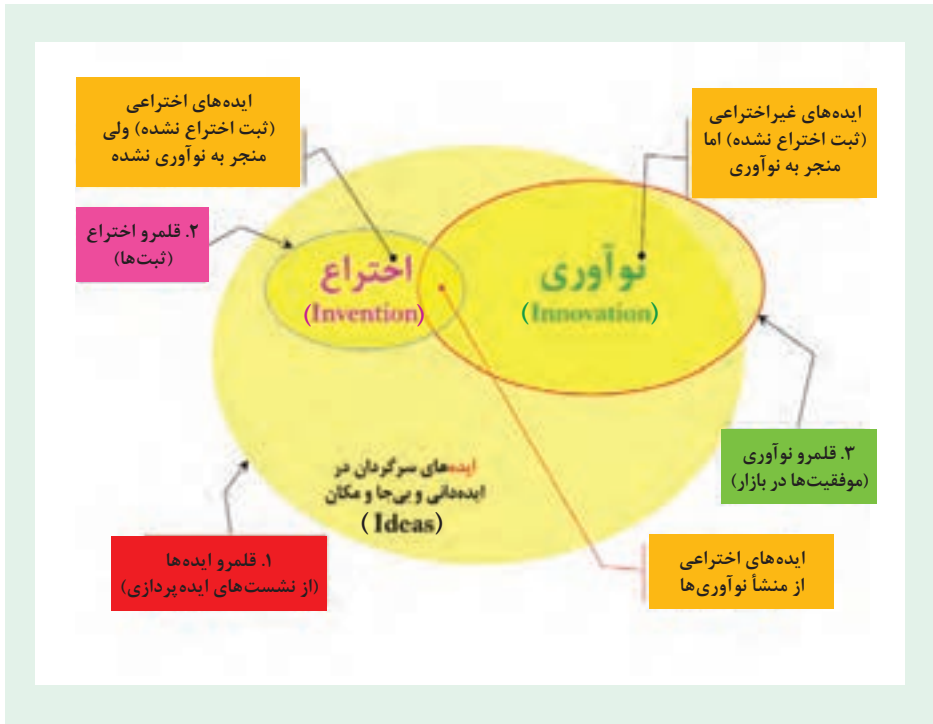 ایده‌های غیراختراعی
(ثبت اختراع نشده) اما
منجر به نوآوری
ایده‌های اختراعی
(ثبت اختراع نشده) ولی
منجر به نوآوری نشده
۲. قلمرو اختراع
(ثبت‌ها)
نوآوری
(Innovation)
اختراع
(Invention)
۳. قلمرو نوآوری
(موفقیت‌ها در بازار)
ایده‌های سرگردان در
ایده‌دانی و بی‌جا و مکان
(Ideas)
ایده‌های اختراعی
از منشأ نوآوری‌ها
۱. قلمرو ایده‌ها
(از نشست‌های ایده‌پردازی)